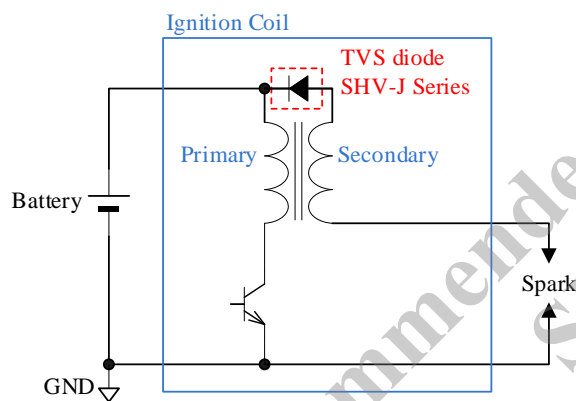 Ignition Coil
TVS diode
SHV-J Series
Primary
Secondary
Battery
Spark
GND